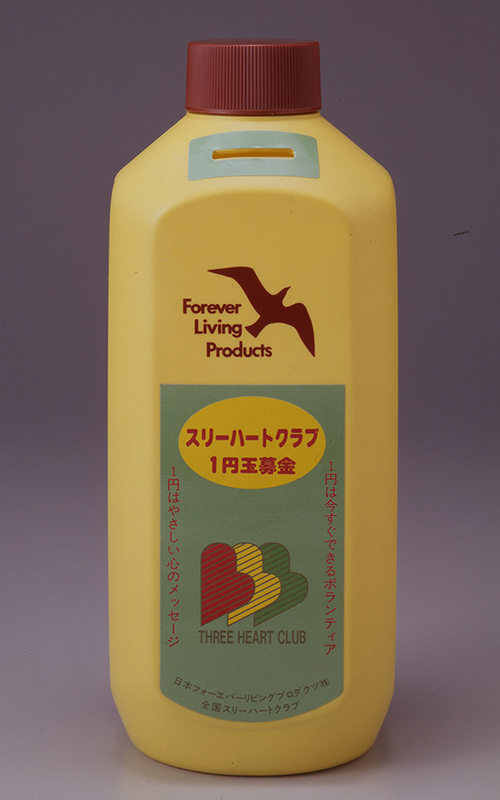 Forever
Living
Products
スリーハートクラブ
1円玉募金
1円は今すぐできるボランティア
1円はやさしい心のメッセージ
THREE HEART CLUB
日本フォーエバーリビングプロダクツ㈱
全国スリーハートクラブ